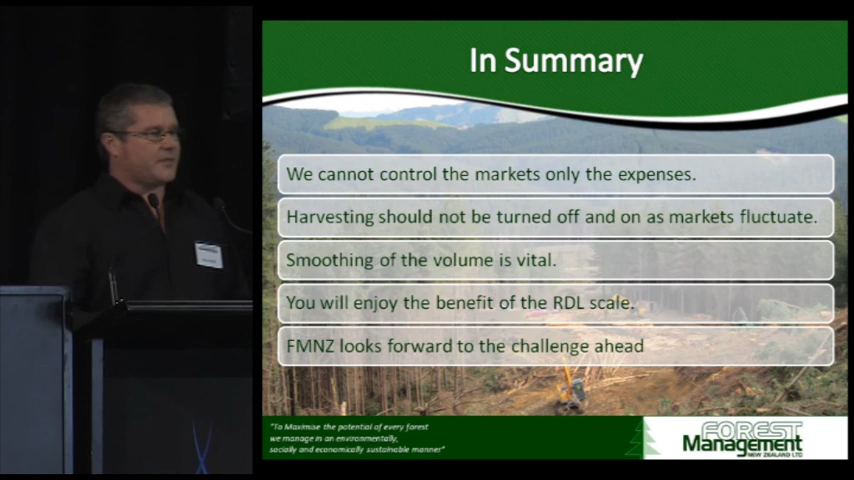 In Summary
We cannot control the markets only the expenses.
Harvesting should not be turned off and on as markets fluctuate.
Smoothing of the volume is vital.
You will enjoy the benefit of the RDL scale.
FMNZ looks forward to the challenge ahead
"To Maximise the potential of every forest
we manage in an environmentally,
socially and economically sustainable manner"
FOREST
Management
NEW ZEALAND LTD